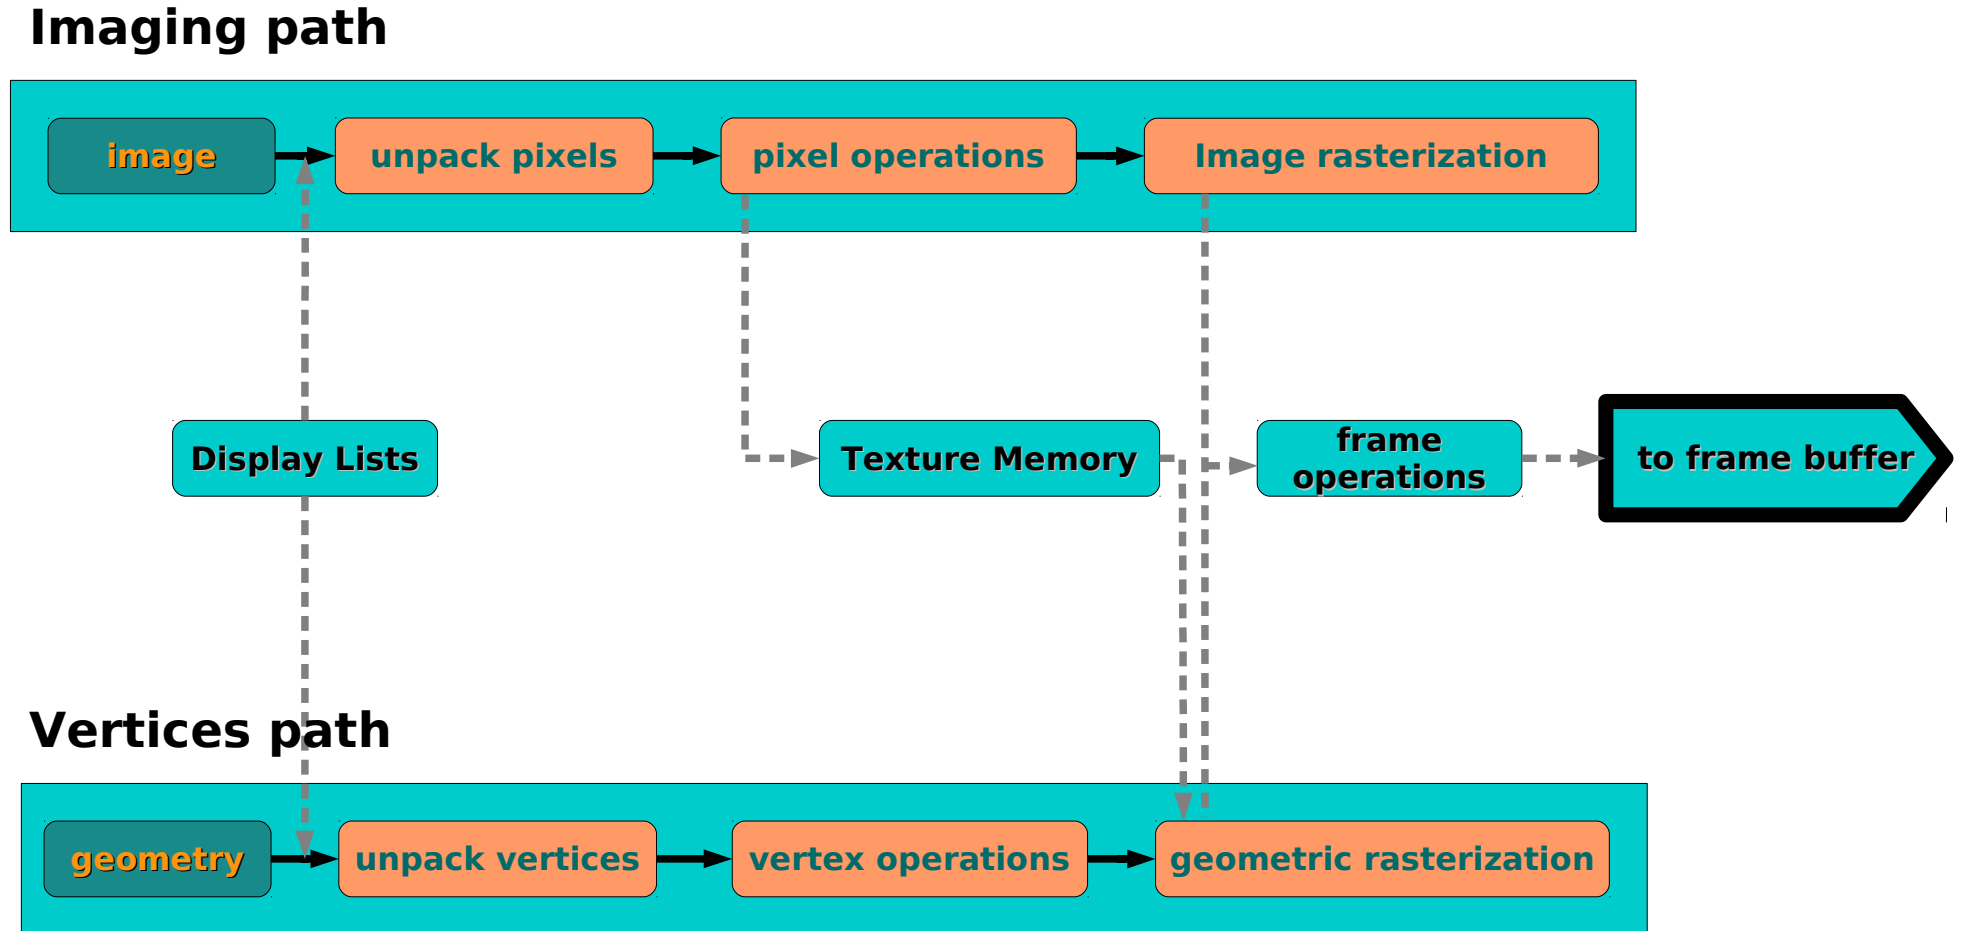 Imaging path
image
unpack pixels
pixel operations
Image rasterization
Display Lists
Texture Memory
frame
operations
to frame buffer
Vertices path
geometry
unpack vertices
vertex operations
geometric rasterization